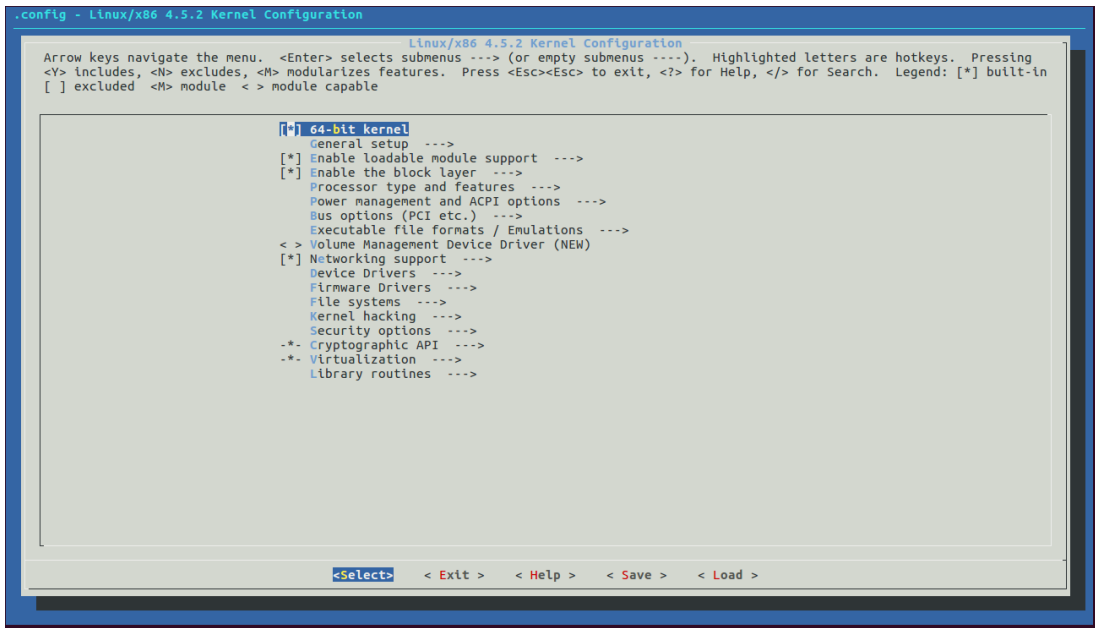 .config - Linux/x86 4.5.2 Kernel Configuration
Linux/x86 4.5.2 Kernel Configuration
Arrow keys navigate the menu.  <Enter> selects submenus ---> (or empty submenus ----).  Highlighted letters are hotkeys.  Pressing
<Y> includes, <N> excludes, <M> modularizes features.  Press <Esc><Esc> to exit, <?> for Help, </> for Search.  Legend: [*] built-in
[ ] excluded  <M> module  < > module capable
[*] 64-bit kernel
General setup  --->
[*] Enable loadable module support  --->
[*] Enable the block layer  --->
Processor type and features  --->
Power management and ACPI options  --->
Bus options (PCI etc.)  --->
Executable file formats / Emulations  --->
< > Volume Management Device Driver (NEW)
[*] Networking support  --->
Device Drivers  --->
Firmware Drivers  --->
File systems  --->
Kernel hacking  --->
Security options  --->
-*- Cryptographic API  --->
-*- Virtualization  --->
Library routines  --->
<Select>    < Exit >    < Help >    < Save >    < Load >